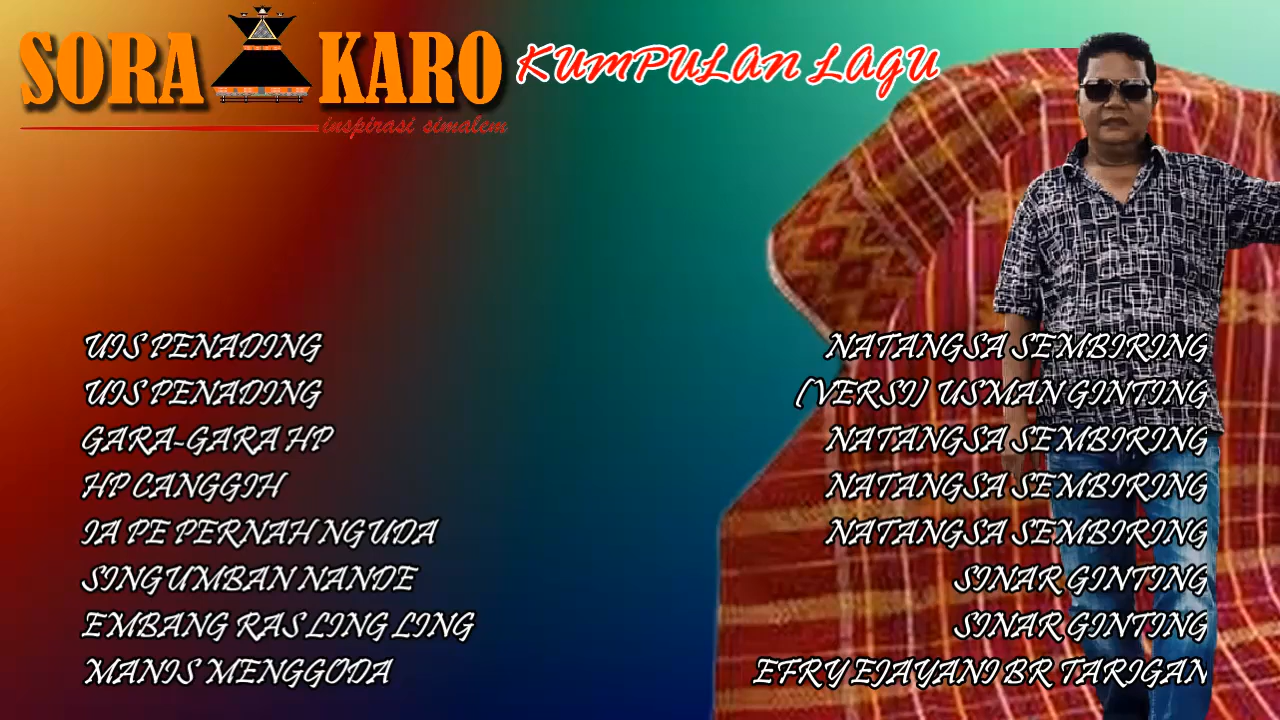 SORA KARO
inspirasi simalem
KUMPULAN LAGU
UIS PENADING NATANGSA SEMBIRING
UIS PENADING (VERSI) USMAN GINTING
GARA-GARA HP NATANGSA SEMBIRING
HP CANGGIH NATANGSA SEMBIRING
IA PE PERNAH NGUDA NATANGSA SEMBIRING
SINGUMBAN NANDE SINAR GINTING
EMBANG RAS LING LING SINAR GINTING
MANIS MENGGODA EFRY EJAYANI BR TARIGAN